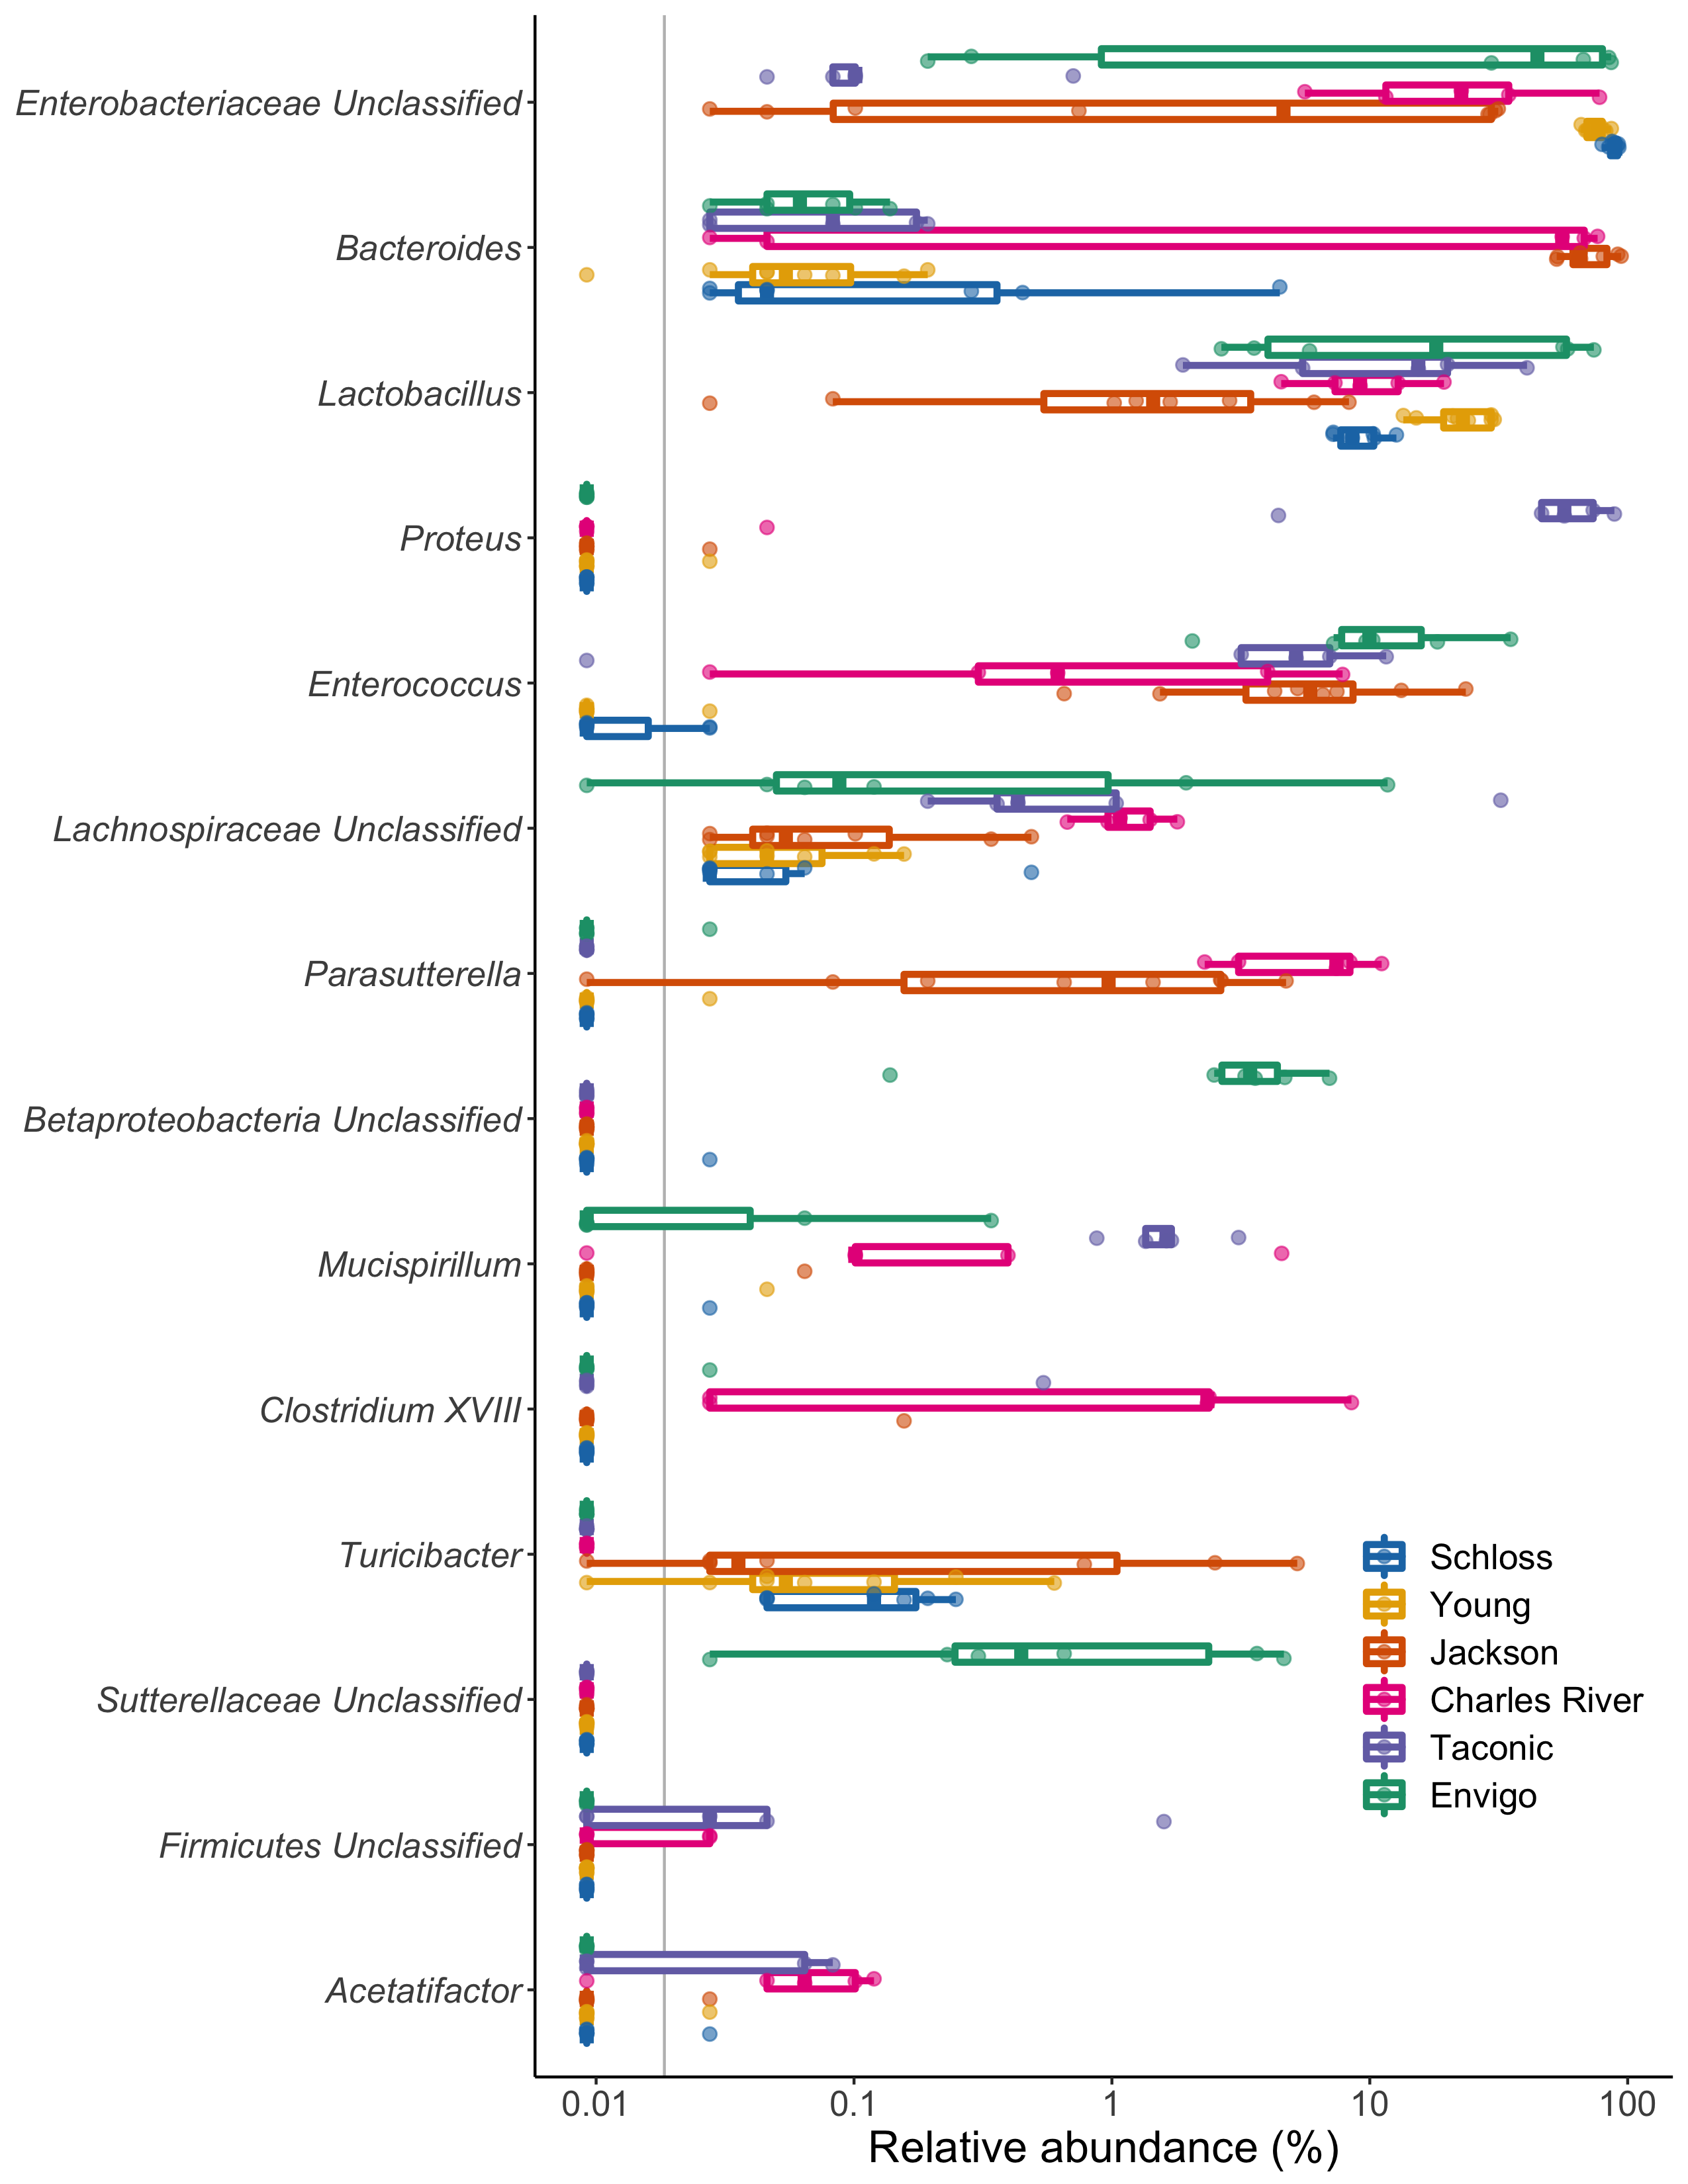 Enterobacteriaceae Unclassified
Bacteroides
Lactobacillus
Proteus
Enterococcus
Lachnospiraceae Unclassified
Parasutterella
Betaproteobacteria Unclassified
Mucispirillum
Clostridium XVIII
Turicibacter
Sutterellaceae Unclassified
Firmicutes Unclassified
Acetatifactor
Schloss
Young
Jackson
Charles River
Taconic
Envigo
0.01 0.1 1 10 100
Relative abundance (%)